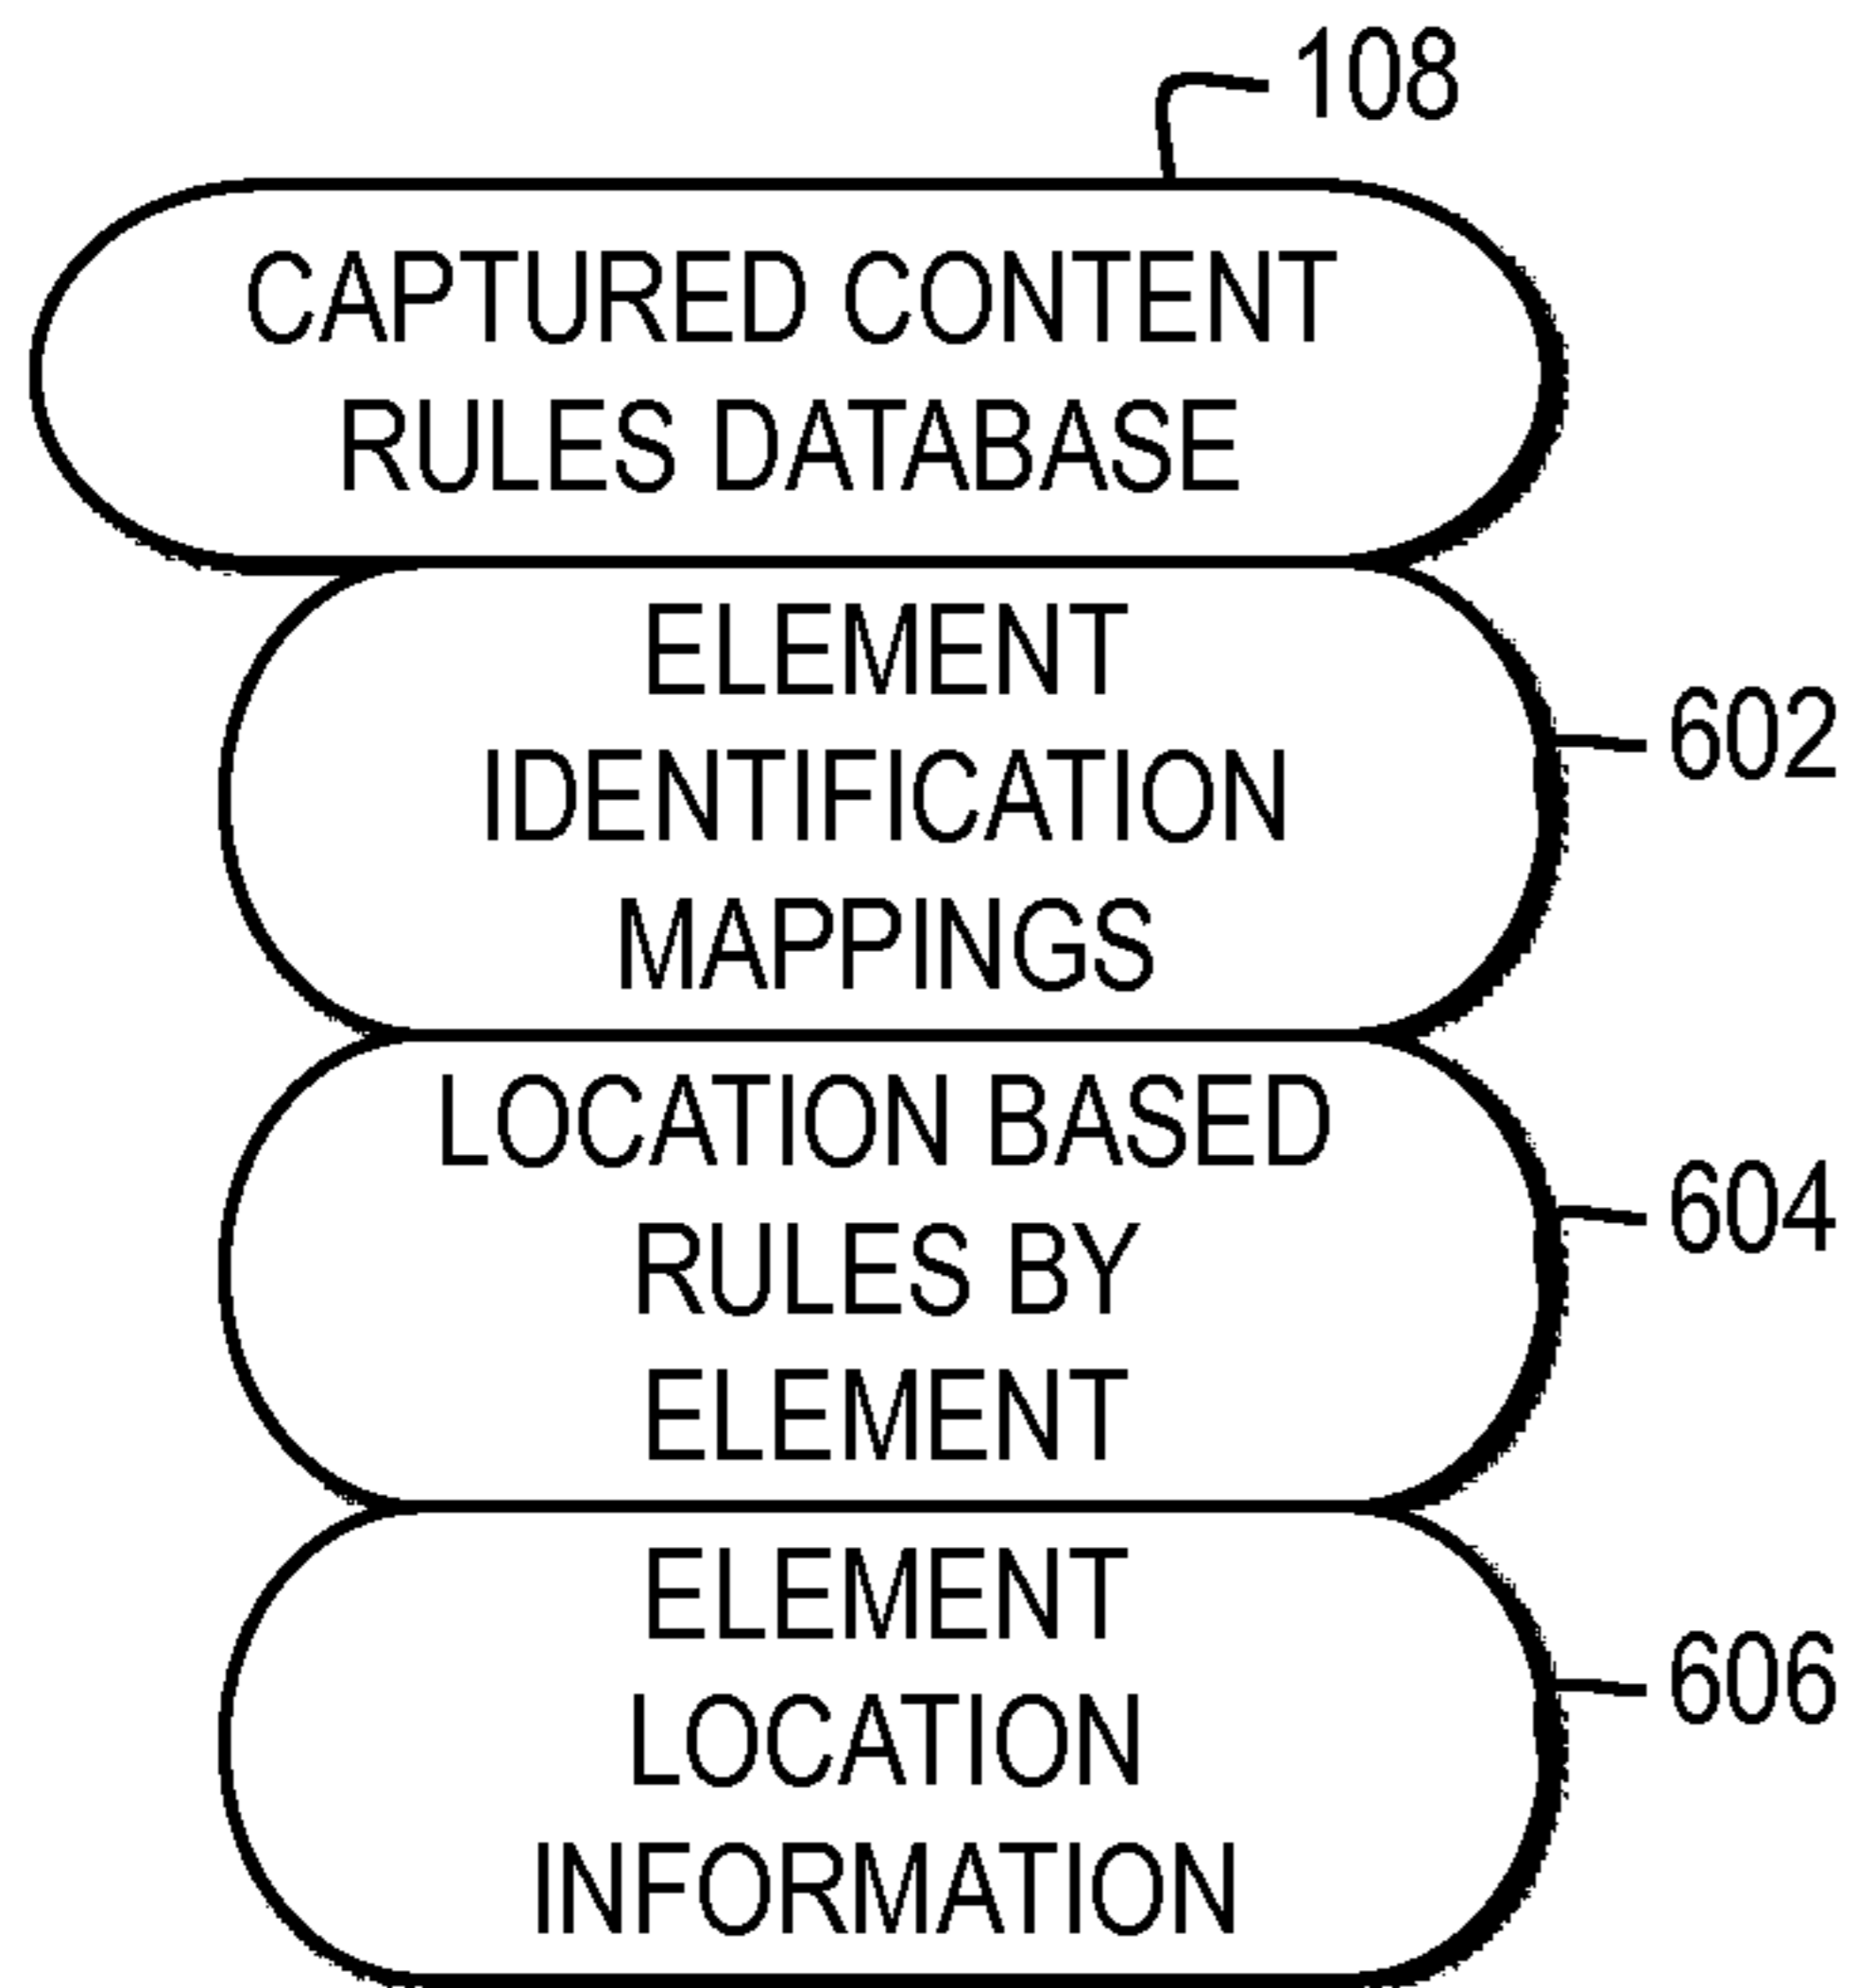 108
CAPTURED CONTENT
RULES DATABASE
ELEMENT
IDENTIFICATION
MAPPINGS
602
LOCATION BASED
RULES BY
ELEMENT
604
ELEMENT
LOCATION
INFORMATION
606